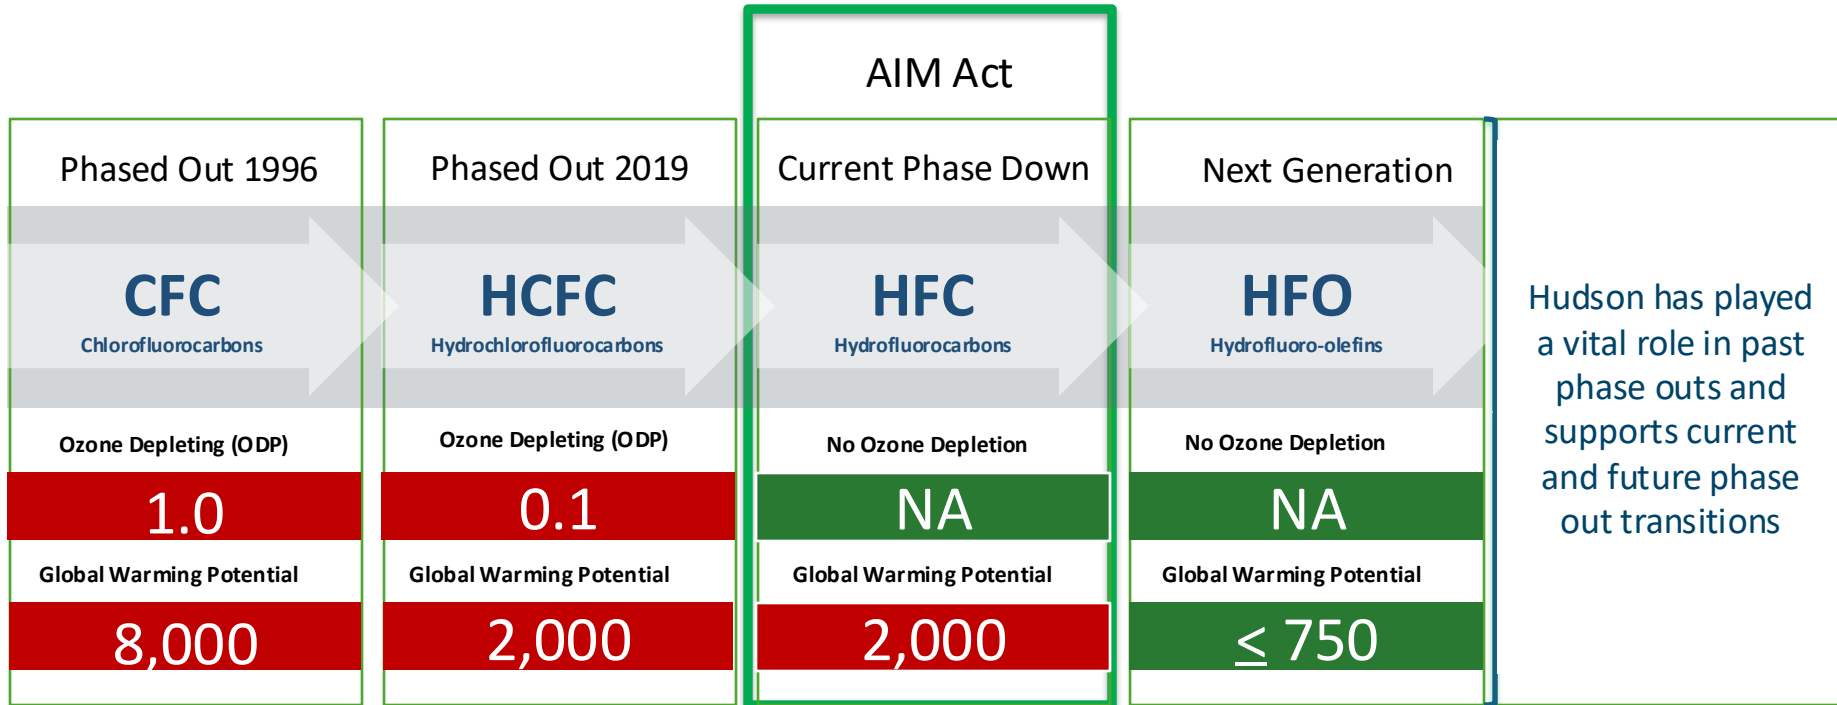 AIM Act
Phased Out 1996
CFC
Chlorofluorocarbons
Ozone Depleting (ODP)
1.0
Global Warming Potential
8,000
Phased Out 2019
HCFC
Hydrochlorofluorocarbons
Ozone Depleting (ODP)
0.1
Global Warming Potential
2,000
Current Phase Down
HFC
Hydrofluorocarbons
No Ozone Depletion
NA
Global Warming Potential
2,000
Next Generation
HFO
Hydrofluoro-olefins
No Ozone Depletion
NA
Global Warming Potential
≤ 750
Hudson has played
a vital role in past
phase outs and
supports current
and future phase
out transitions